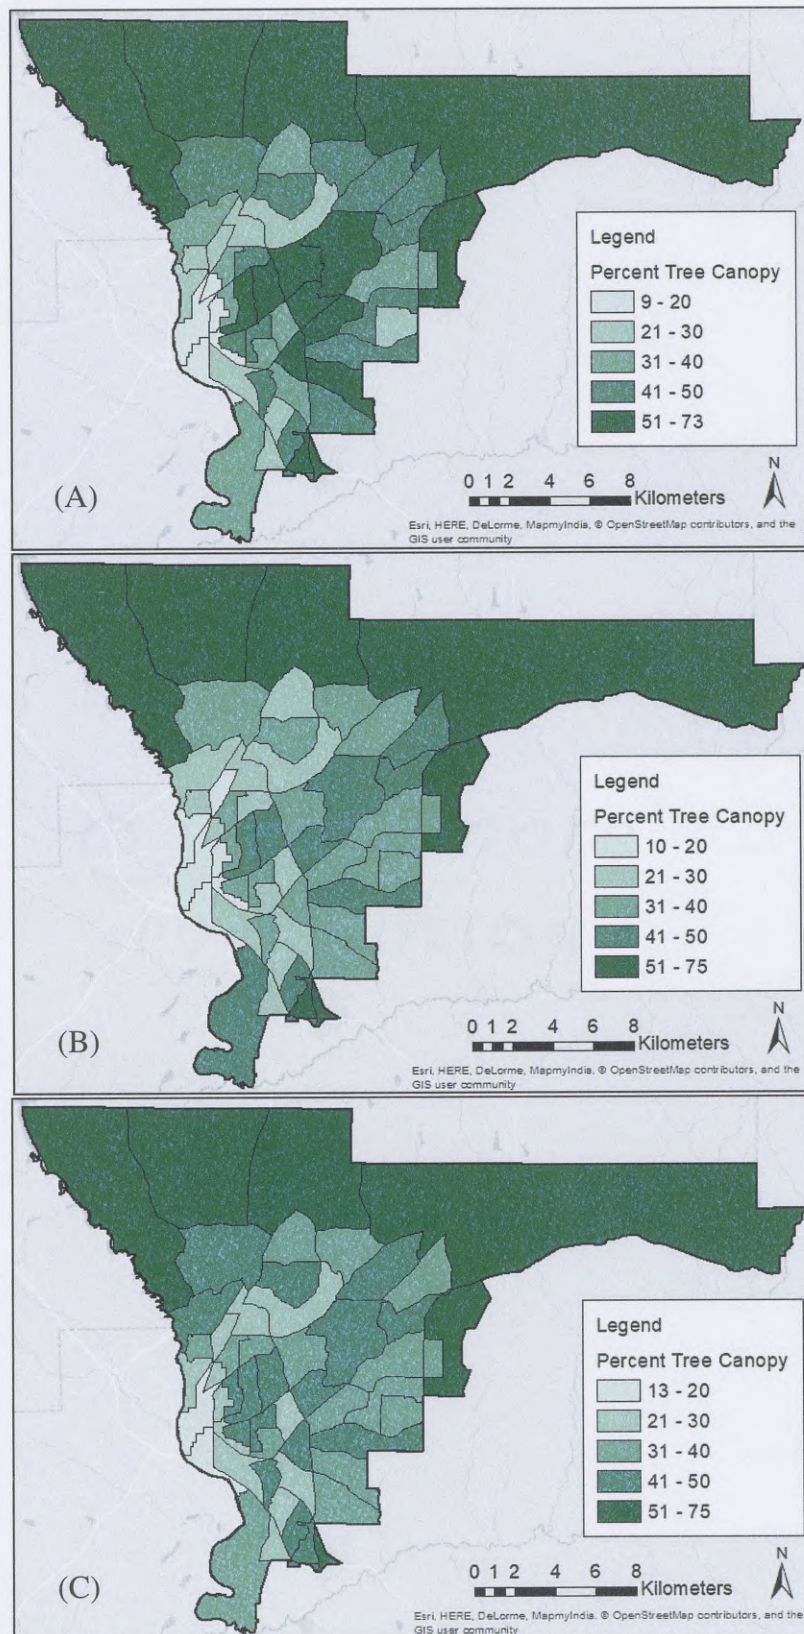 Legend
Percent Tree Canopy
9 - 20
21 - 30
31 - 40
41 - 50
51 - 73
N
0 1 2 4 6 8
Kilometers
(A)
Esri, HERE, DeLorme, MapmyIndia, © OpenStreetMap contributors, and the
GIS user community
Legend
Percent Tree Canopy
10 - 20
21 - 30
31 - 40
41 - 50
51 - 75
N
0 1 2 4 6 8
Kilometers
(B)
Esri, HERE, DeLorme, MapmyIndia, © OpenStreetMap contributors, and the
GIS user community
Legend
Percent Tree Canopy
13 - 20
21 - 30
31 - 40
41 - 50
51 - 75
N
0 1 2 4 6 8
Kilometers
(C)
Esri, HERE, DeLorme, MapmyIndia, © OpenStreetMap contributors, and the
GIS user community